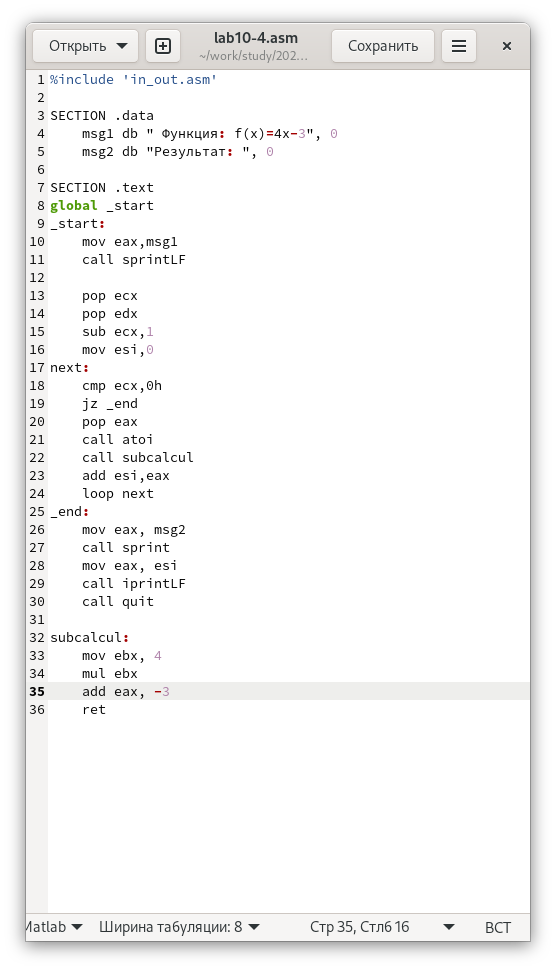 Открыть
lab10-4.asm
~/work/study/202...
Сохранить
1 %include 'in_out.asm'
2
3 SECTION .data
4     msg1 db " Функция: f(x)=4x-3", 0
5     msg2 db "Результат: ", 0
6
7 SECTION .text
8 global _start
9 _start:
10     mov eax,msg1
11     call sprintLF
12
13     pop ecx
14     pop edx
15     sub ecx,1
16     mov esi,0
17 next:
18     cmp ecx,0h
19     jz _end
20     pop eax
21     call atoi
22     call subcalcul
23     add esi,eax
24     loop next
25 _end:
26     mov eax, msg2
27     call sprint
28     mov eax, esi
29     call iprintLF
30     call quit
31
32 subcalcul:
33     mov ebx, 4
34     mul ebx
35     add eax, -3
36     ret
Matlab Ширина табуляции: 8 Стр 35, Стлб 16 ВСТ